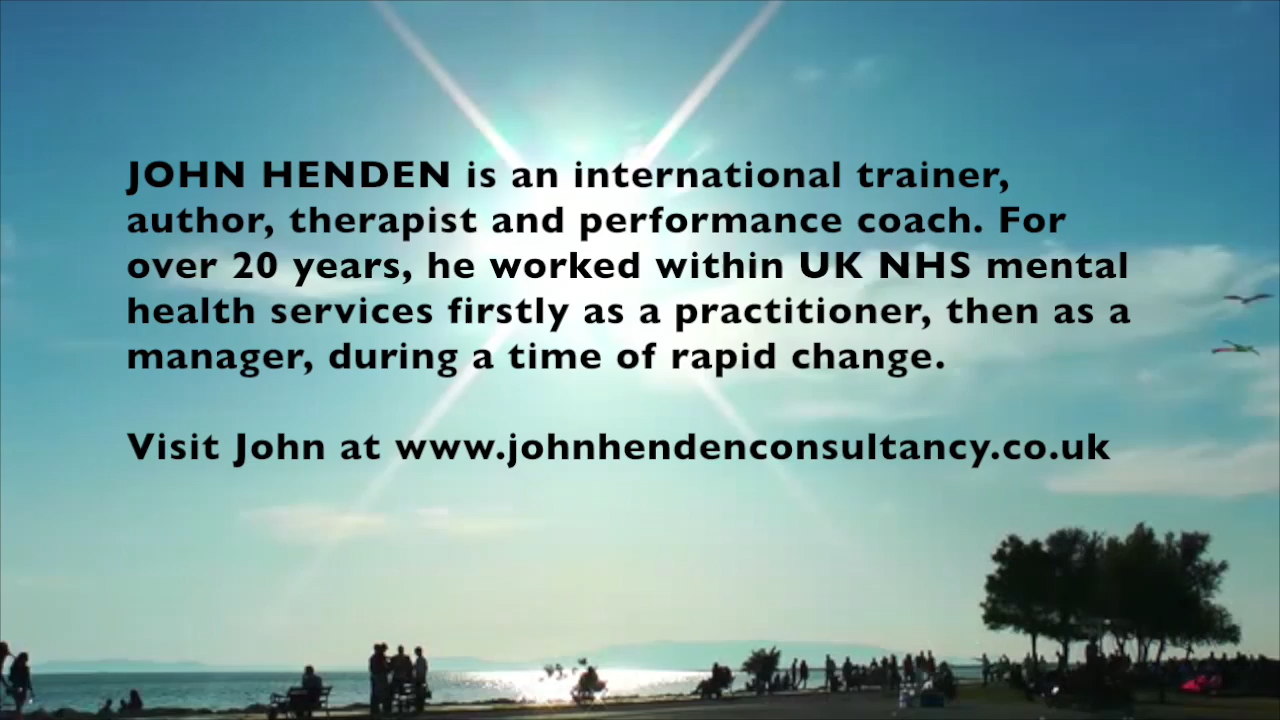 JOHN HENDEN is an international trainer,
author, therapist and performance coach. For
over 20 years, he worked within UK NHS mental
health services firstly as a practitioner, then as a
manager, during a time of rapid change.
Visit John at www.johnhendenconsultancy.co.uk